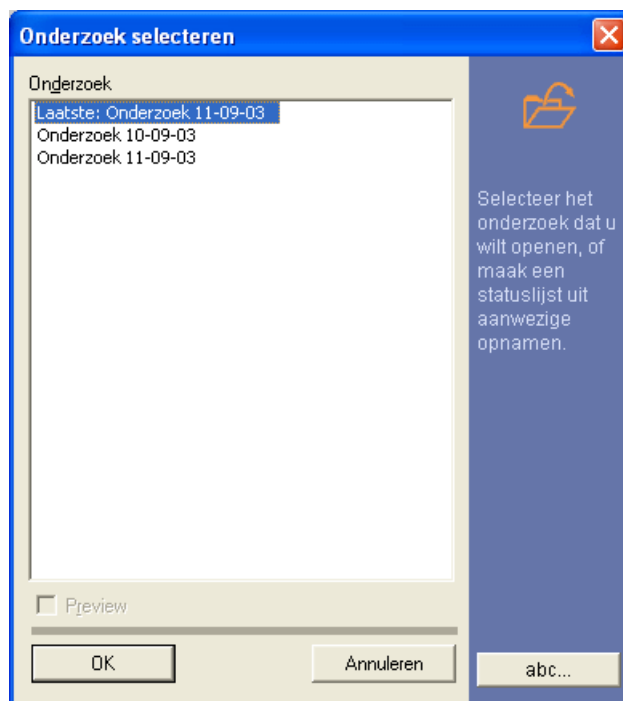 Onderzoek selecteren
Onderzoek
Laatste: Onderzoek 11-09-03
Onderzoek 10-09-03
Onderzoek 11-09-03
Selecteer het
onderzoek dat u
wilt openen, of
maak een
statuslijst uit
aanwezige
opnamen.
Preview
OK
Annuleren
abc...